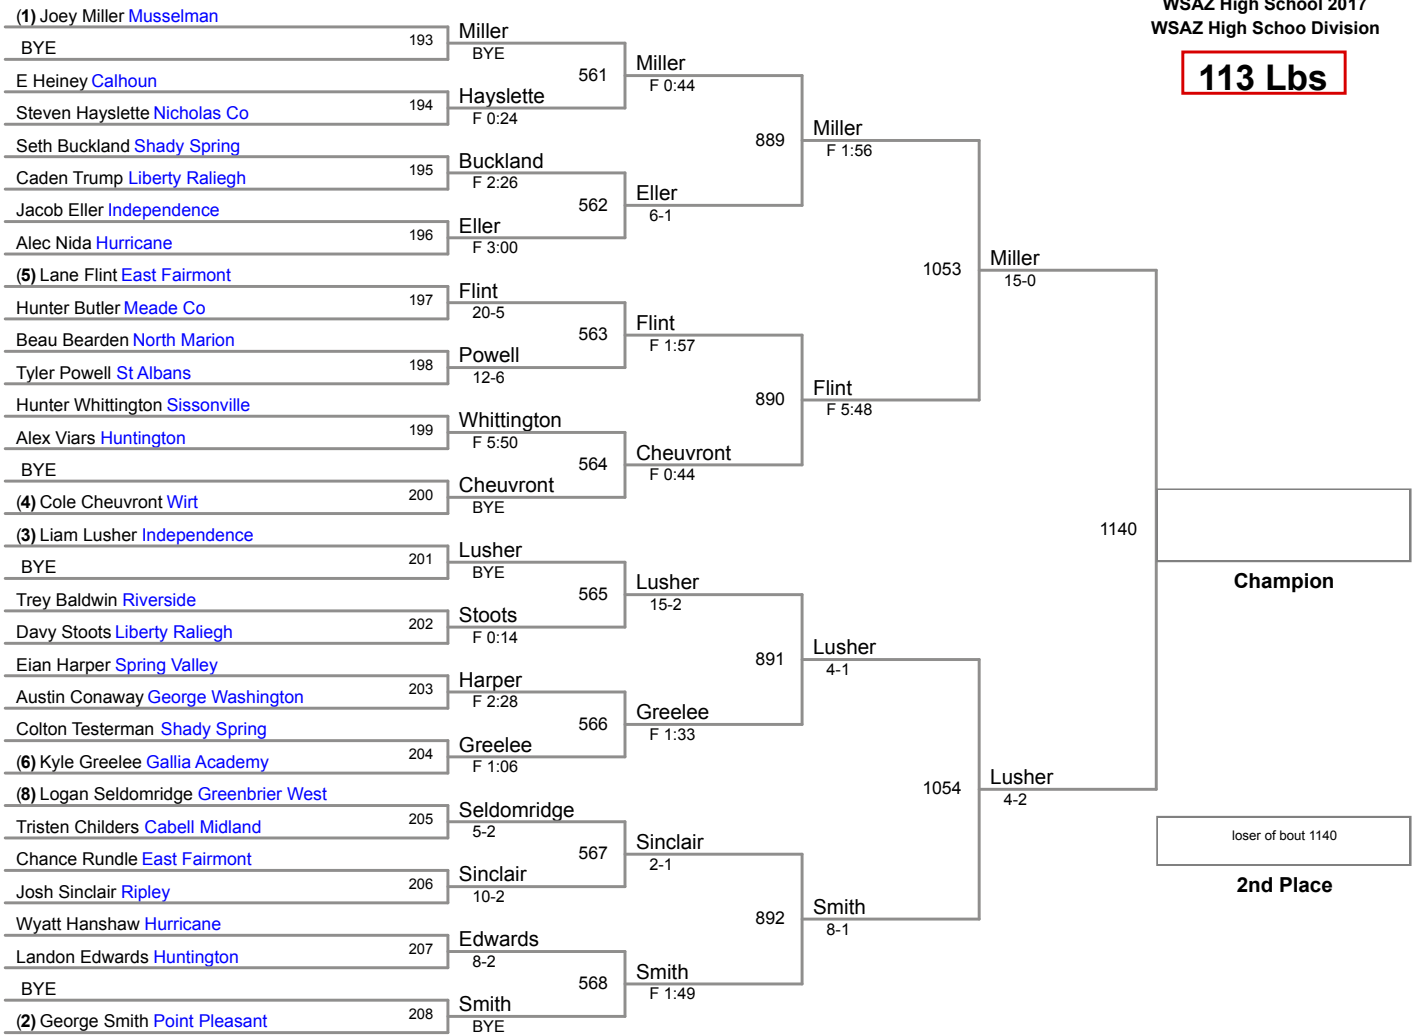 WSAZ High School 2017
WSAZ High Schoo Division
113 Lbs
(1) Joey Miller Musselman
BYE
E Heiney Calhoun
Steven Hayslette Nicholas Co
Seth Buckland Shady Spring
Caden Trump Liberty Raliegh
Jacob Eller Independence
Alec Nida Hurricane
(5) Lane Flint East Fairmont
Hunter Butler Meade Co
Beau Bearden North Marion
Tyler Powell St Albans
Hunter Whittington Sissonville
Alex Viars Huntington
BYE
(4) Cole Cheuvront Wirt
(3) Liam Lusher Independence
BYE
Trey Baldwin Riverside
Davy Stoots Liberty Raliegh
Eian Harper Spring Valley
Austin Conaway George Washington
Colton Testerman Shady Spring
(6) Kyle Greelee Gallia Academy
(8) Logan Seldomridge Greenbrier West
Tristen Childers Cabell Midland
Chance Rundle East Fairmont
Josh Sinclair Ripley
Wyatt Hanshaw Hurricane
Landon Edwards Huntington
BYE
(2) George Smith Point Pleasant
193
194
195
196
197
198
199
200
201
202
203
204
205
206
207
208
Miller
BYE
Hayslette
F 0:24
Buckland
F 2:26
Eller
F 3:00
Flint
20-5
Powell
12-6
Whittington
F 5:50
Cheuvront
BYE
Lusher
BYE
Stoots
F 0:14
Harper
F 2:28
Greelee
F 1:06
Seldomridge
5-2
Sinclair
10-2
Edwards
8-2
Smith
BYE
561
562
563
564
565
566
567
568
Miller
F 0:44
Eller
6-1
Flint
F 1:57
Cheuvront
F 0:44
Lusher
15-2
Greelee
F 1:33
Sinclair
2-1
Smith
F 1:49
889
890
891
892
Miller
F 1:56
Flint
F 5:48
Lusher
4-1
Smith
8-1
1053
1054
Miller
15-0
Lusher
4-2
1140
Champion
loser of bout 1140
2nd Place